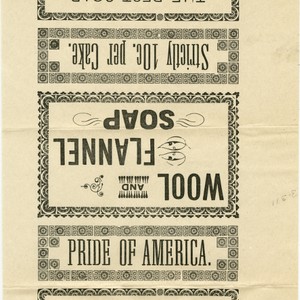 WOOL AND
FLANNEL
SOAP
Strictly 10c. per Cake.
PRIDE OF AMERICA.